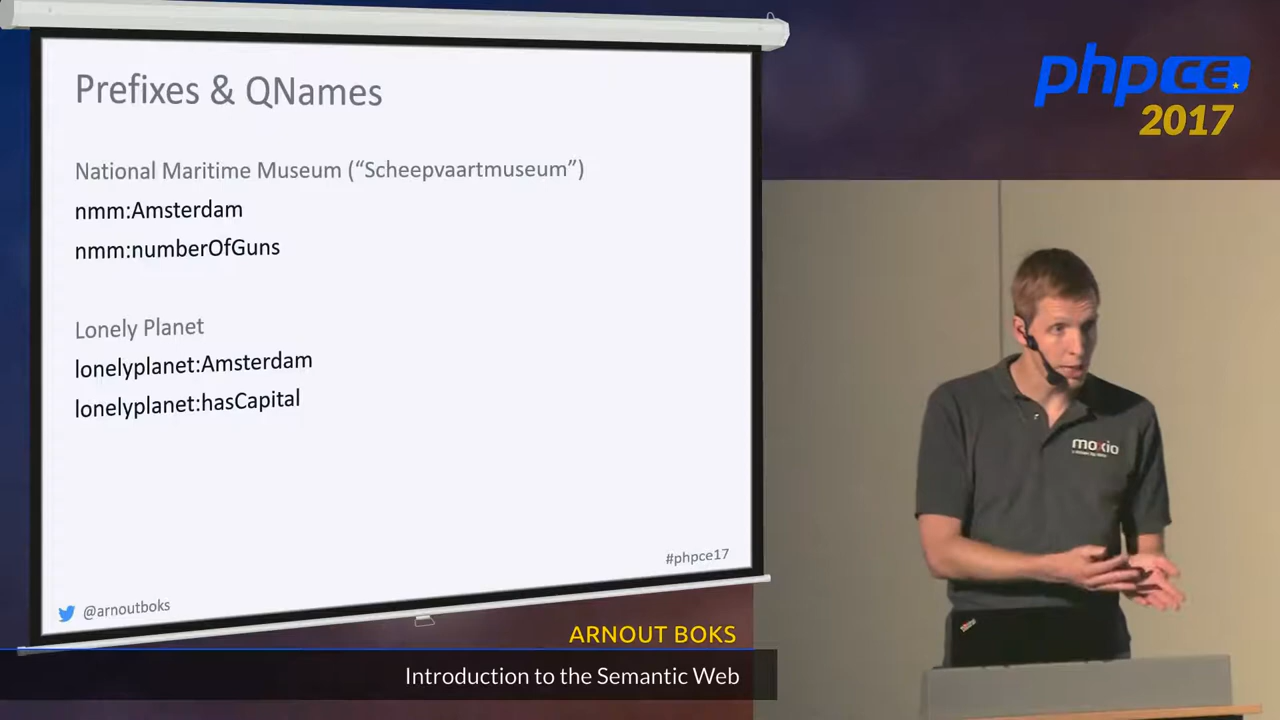 Prefixes & QNames
National Maritime Museum (“Scheepvaartmuseum”)
nmm:Amsterdam
nmm:numberOfGuns
Lonely Planet
lonelyplanet:Amsterdam
lonelyplanet:hasCapital
#phpce17
@arnoutboks
ARNOUT BOKS
Introduction to the Semantic Web
phpCE
2017
moxio